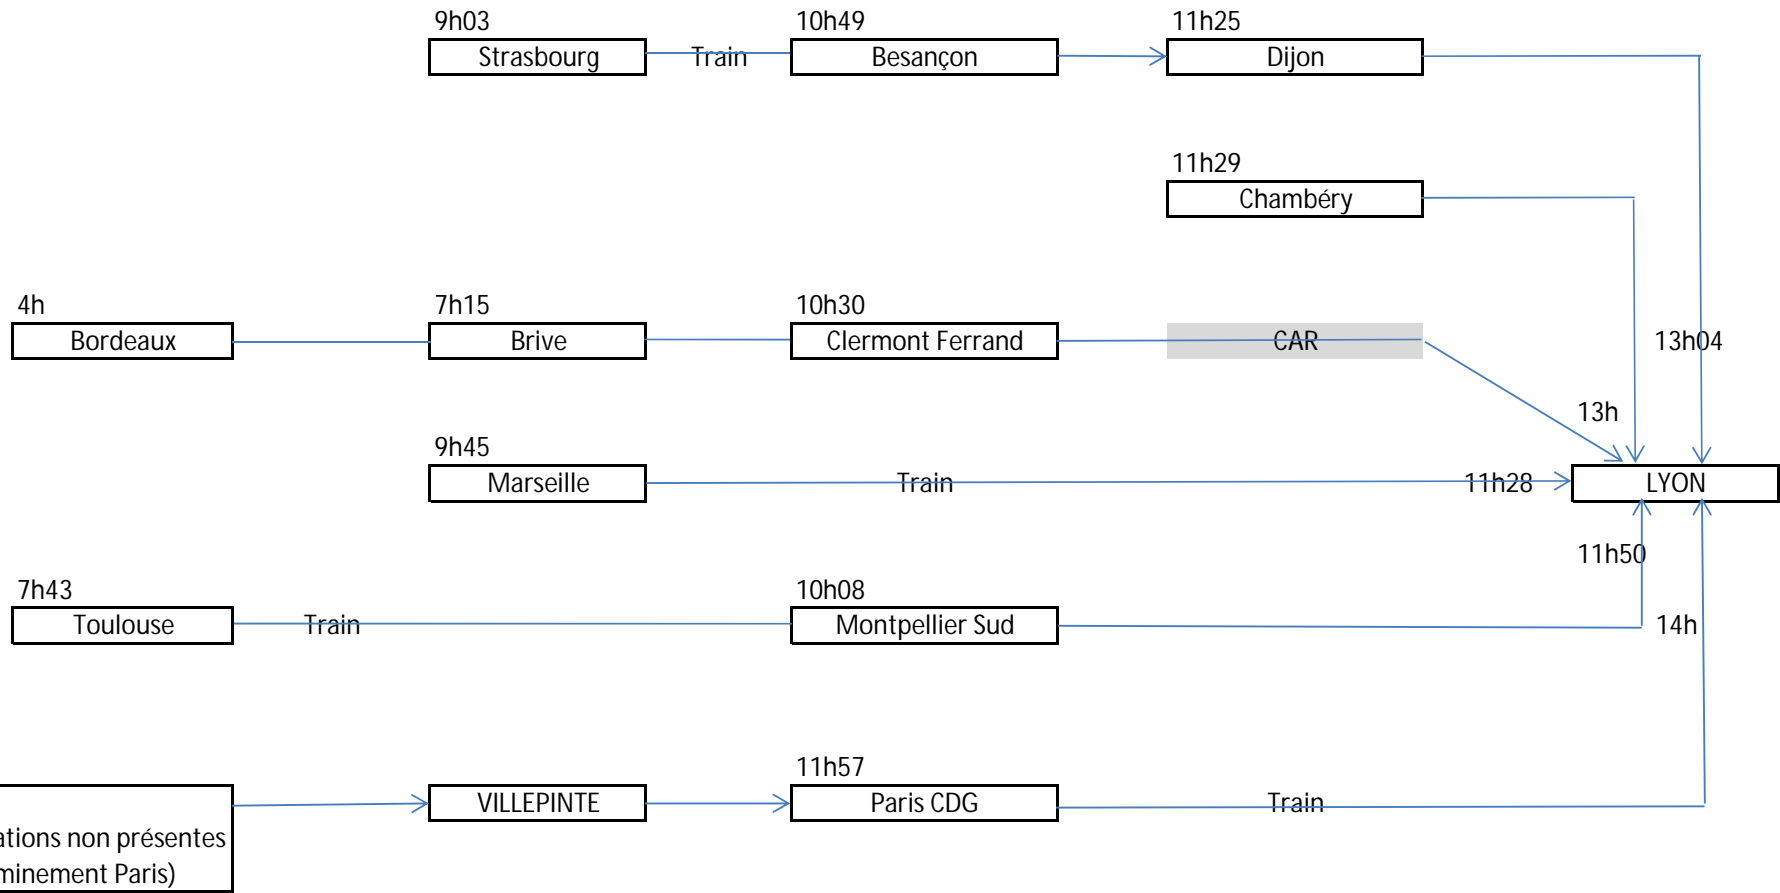 9h03 10h49 11h25
Strasbourg Train Besançon Dijon
11h29
Chambéry
4h 7h15 10h30
Bordeaux Brive Clermont Ferrand CAR 13h04
13h
9h45
Marseille Train 11h28 LYON
11h50
7h43 10h08
Toulouse Train Montpellier Sud 14h
11h57
VILLEPINTE Paris CDG Train
ations non présentes
minement Paris)